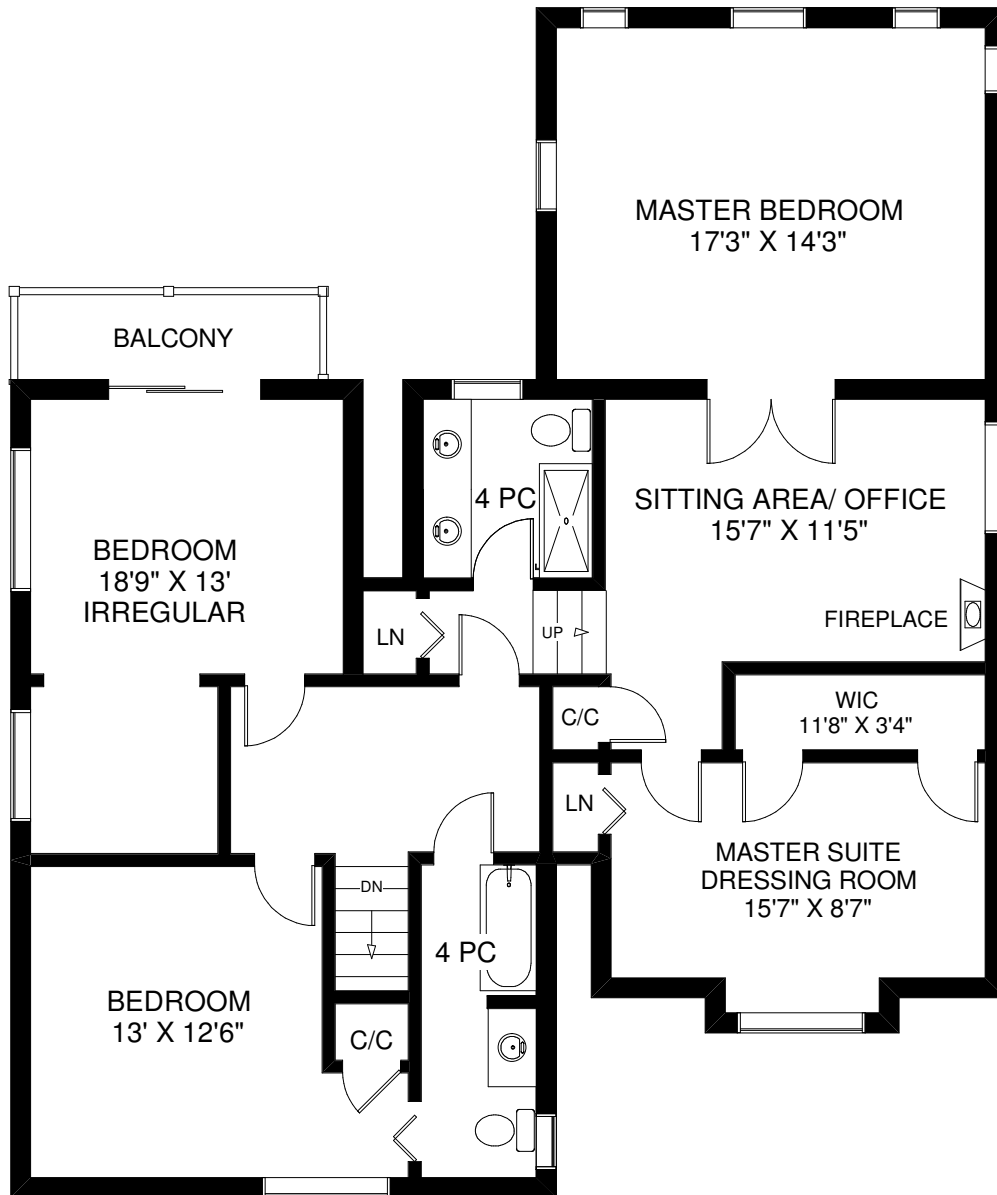 MASTER BEDROOM
17'3" X 14'3"
BALCONY
4 PC
SITTING AREA/ OFFICE
15'7" X 11'5"
BEDROOM
18'9" X 13'
IRREGULAR
FIREPLACE
LN
UP
C/C
WIC
11'8" X 3'4"
LN
MASTER SUITE
DRESSING ROOM
15'7" X 8'7"
DN
4 PC
BEDROOM
13' X 12'6"
C/C